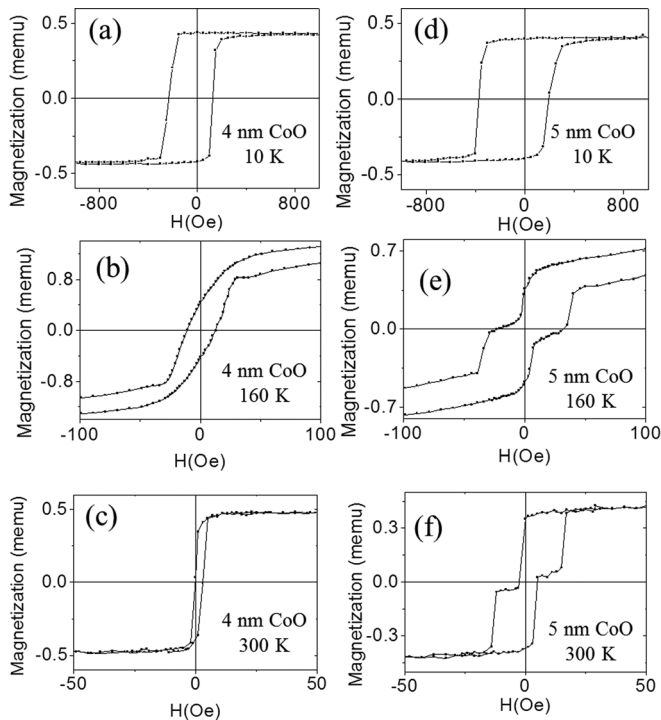 (a)
0.5
0.0
-0.5
Magnetization (memu)
4 nm CoO
10 K
-800
0
800
H(Oe)
(d)
0.5
0.0
-0.5
Magnetization (memu)
5 nm CoO
10 K
-800
0
800
H(Oe)
(b)
0.8
0.0
-0.8
Magnetization (memu)
4 nm CoO
160 K
-100
0
100
H(Oe)
(e)
0.7
0.0
-0.7
Magnetization (memu)
5 nm CoO
160 K
-100
0
100
H(Oe)
(c)
0.5
0.0
-0.5
Magnetization (memu)
4 nm CoO
300 K
-50
0
50
H(Oe)
(f)
0.3
0.0
-0.3
Magnetization (memu)
5 nm CoO
300 K
-50
0
50
H(Oe)